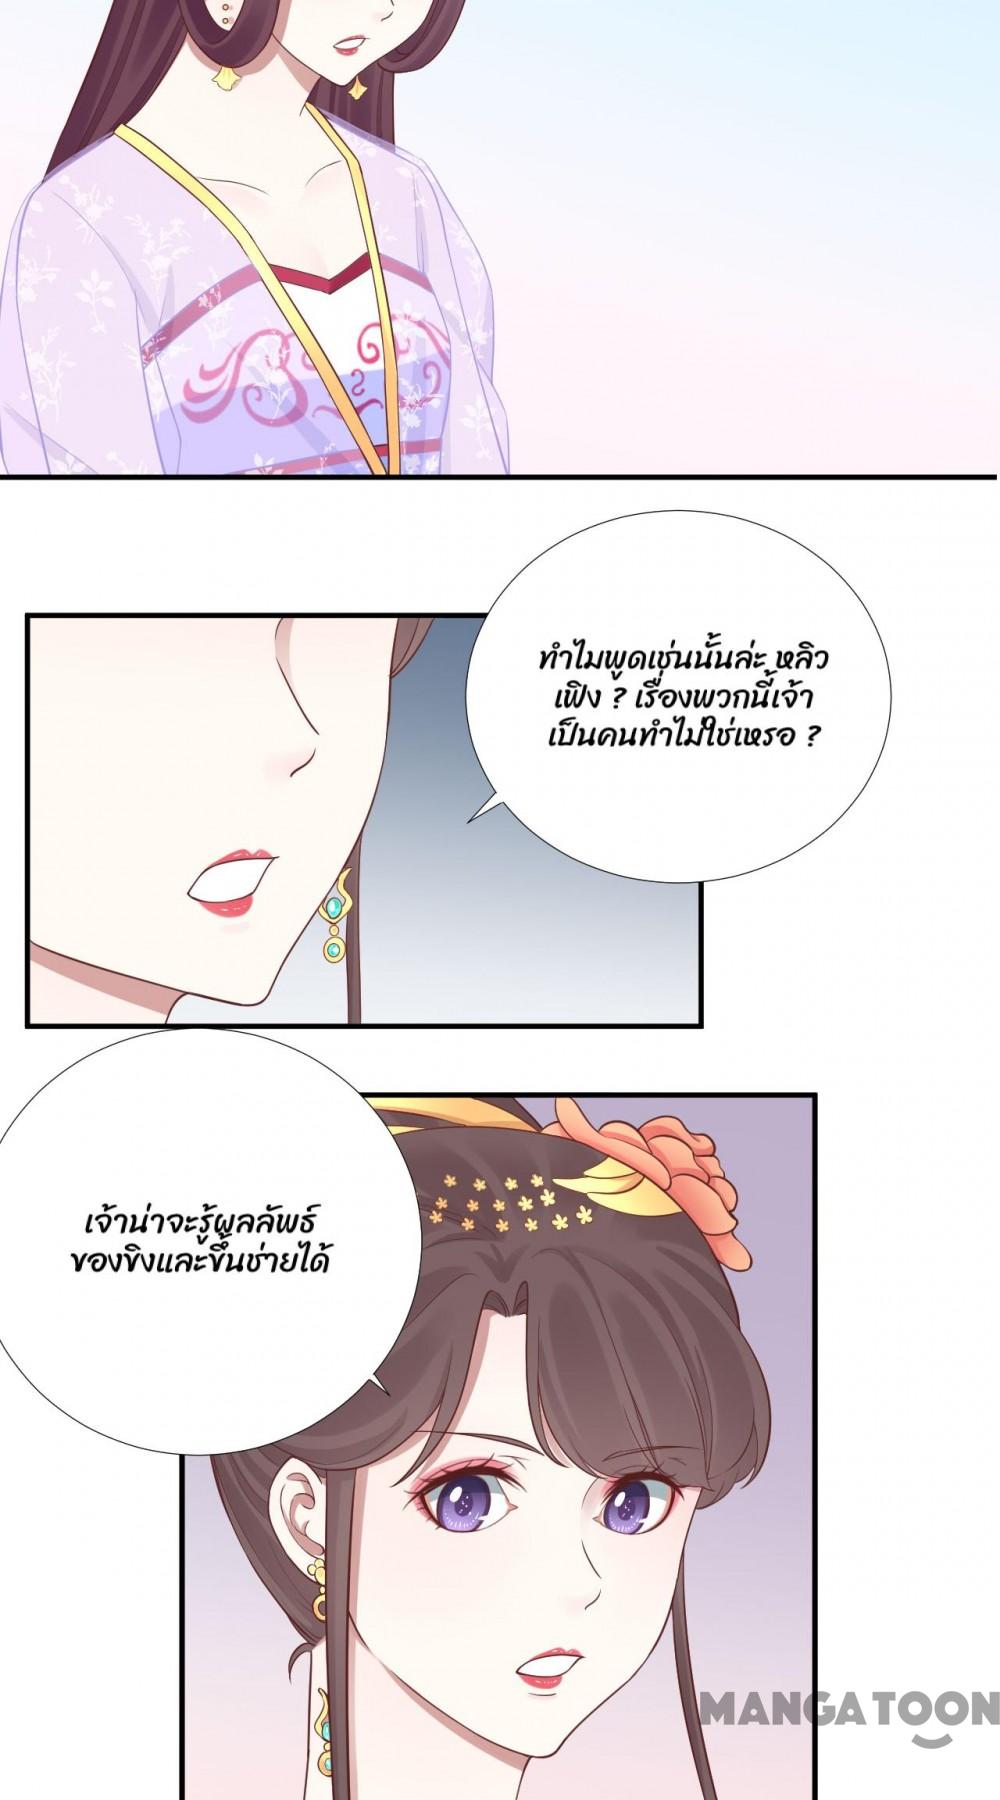 ทำไมพูดเช่นนั้นล่ะ หลิว
เฟิง ? เรื่องพวกนี้เจ้า
เป็นคนทำไม่ใช่เหรอ ?
เจ้าน่าจะรู้ผลลัพธ์
ของขิงและขึ้นช่ายได้
MANGATOON